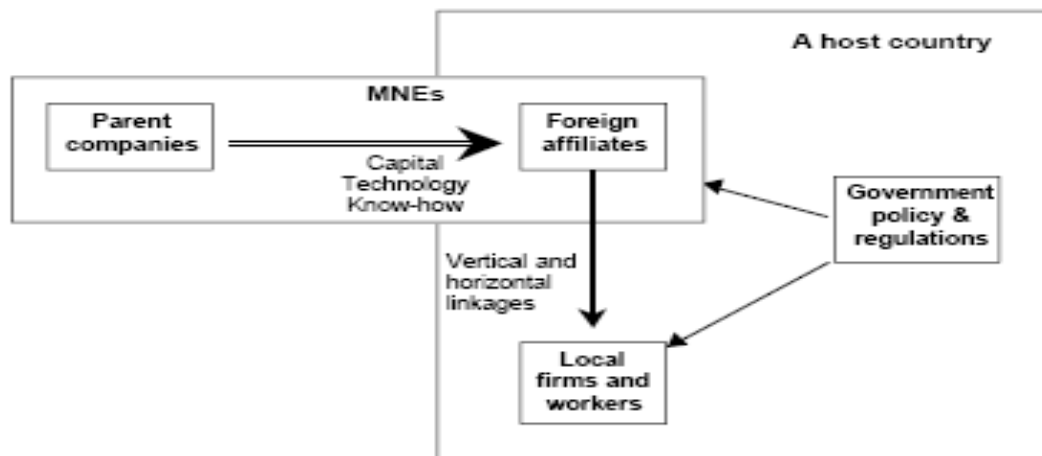 A host country
MNEs
Parent
companies
Foreign
affiliates
Capital
Technology
Know-how
Government
policy &
regulations
Vertical and
horizontal
linkages
Local
firms and
workers